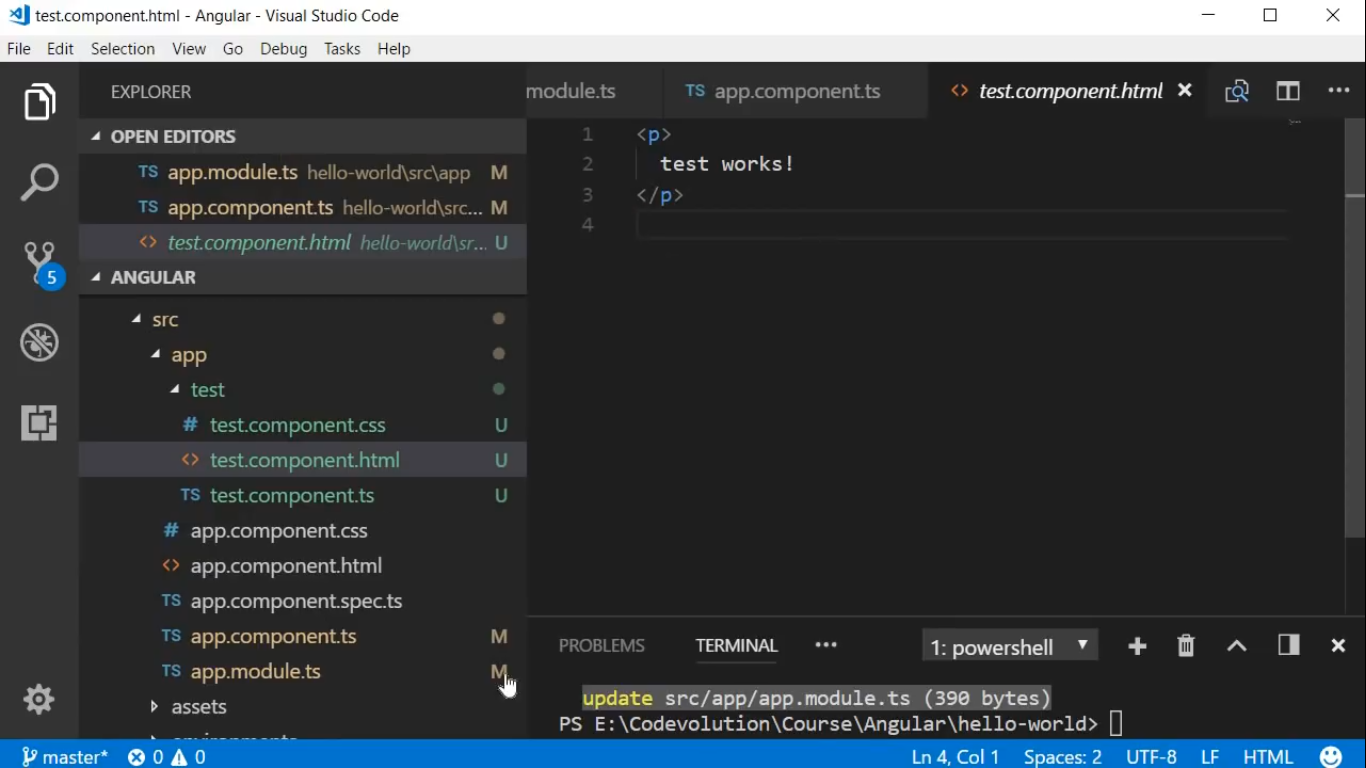 test.component.html - Angular - Visual Studio Code
File Edit Selection View Go Debug Tasks Help
EXPLORER
module.ts
TS app.component.ts
<> test.component.html
OPEN EDITORS
TS app.module.ts hello-world\src\app M
TS app.component.ts hello-world\src... M
<> test.component.html hello-world\sr... U
5
ANGULAR
src
app
test
# test.component.css U
<> test.component.html U
TS test.component.ts U
# app.component.css
<> app.component.html
TS app.component.spec.ts
TS app.component.ts M
TS app.module.ts M
assets
1 <p>
2 test works!
3 </p>
4
PROBLEMS TERMINAL ... 1: powershell
update src/app/app.module.ts (390 bytes)
PS E:\Codevolution\Course\Angular\hello-world>
master* 0 0 Ln 4, Col 1 Spaces: 2 UTF-8 LF HTML